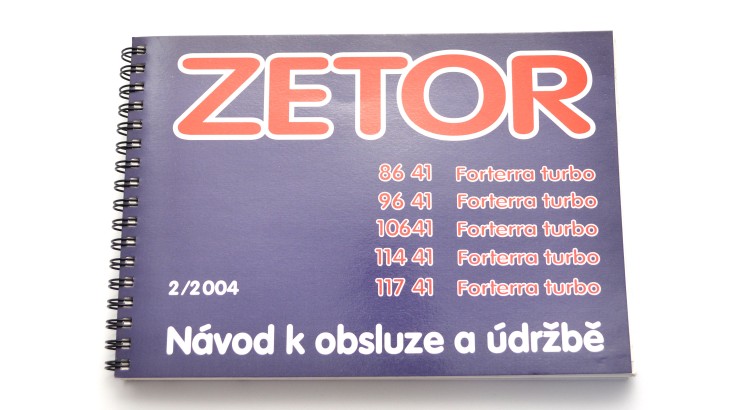 ZETOR
86 41 Forterra turbo
96 41 Forterra turbo
10641 Forterra turbo
114 41 Forterra turbo
117 41 Forterra turbo
2/2004
Návod k obsluze a údržbě